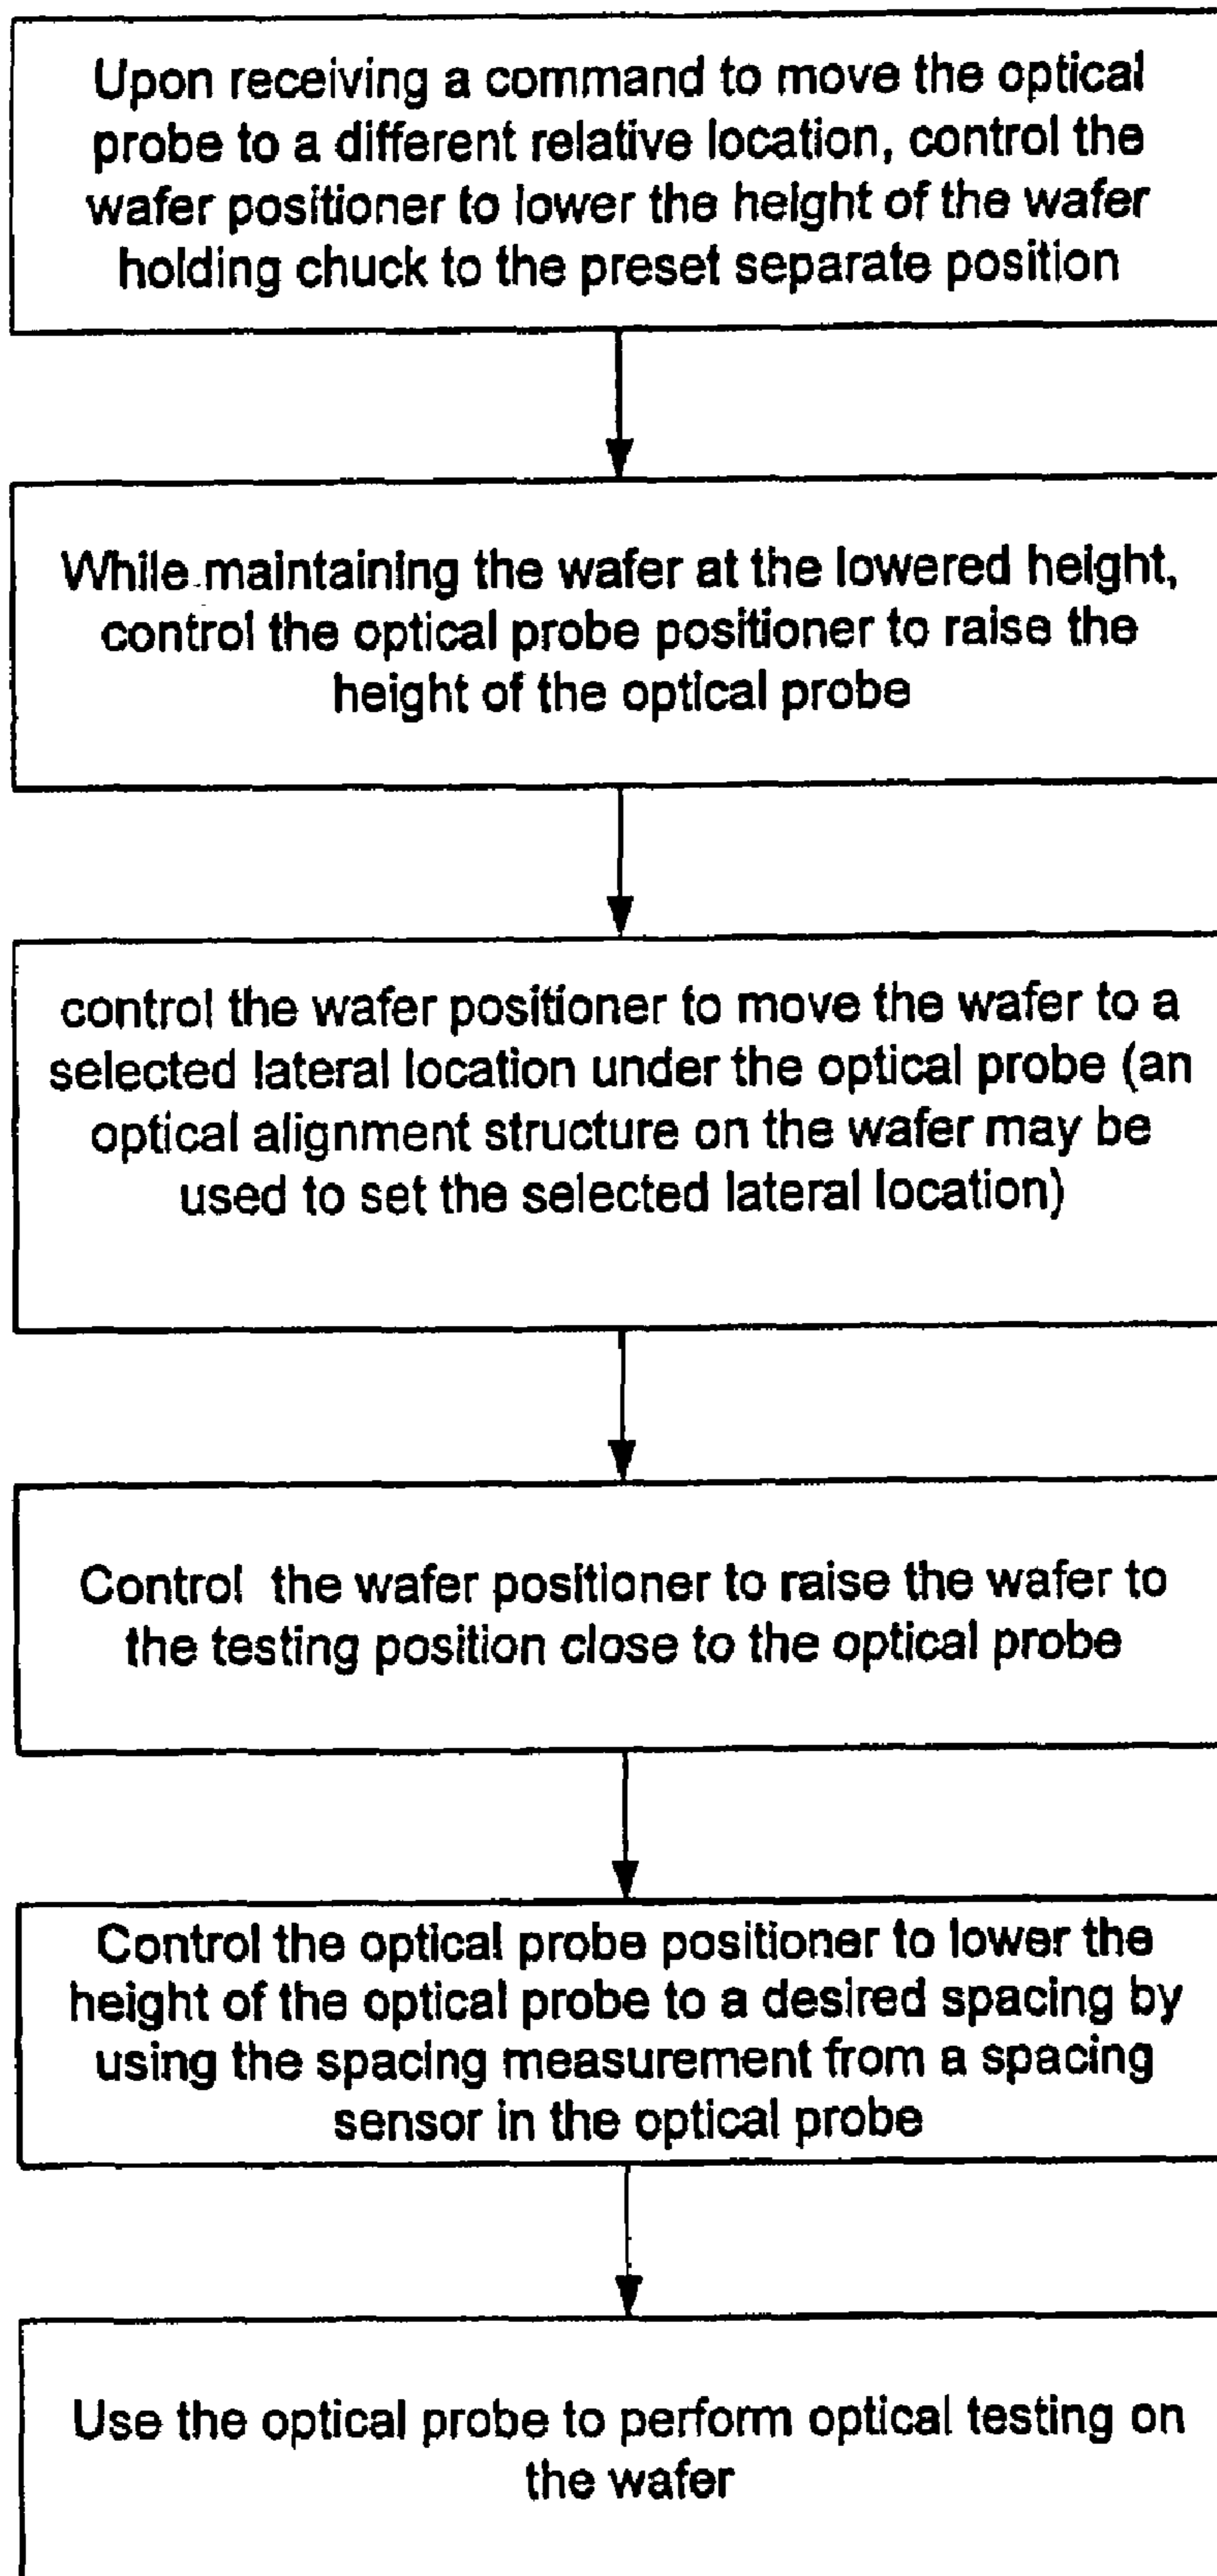 Upon receiving a command to move the optical
probe to a different relative location, control the
wafer positioner to lower the height of the wafer
holding chuck to the preset separate position
While maintaining the wafer at the lowered height,
control the optical probe positioner to raise the
height of the optical probe
control the wafer positioner to move the wafer to a
selected lateral location under the optical probe (an
optical alignment structure on the wafer may be
used to set the selected lateral location)
Control the wafer positioner to raise the wafer to
the testing position close to the optical probe
Control the optical probe positioner to lower the
height of the optical probe to a desired spacing by
using the spacing measurement from a spacing
sensor in the optical probe
Use the optical probe to perform optical testing on
the wafer